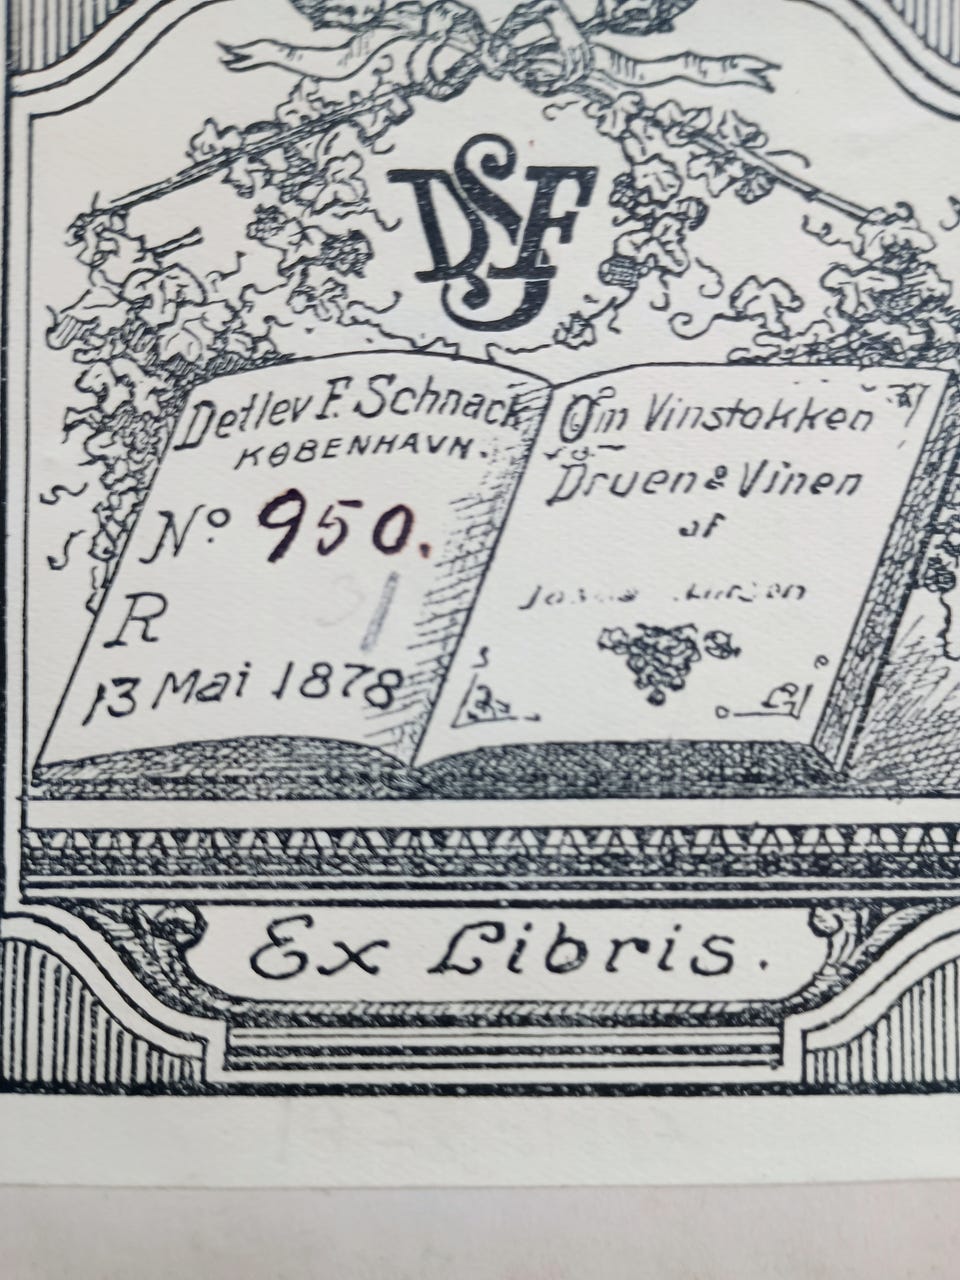 DSF
Detlev F. Schnack
KØBENHAVN.
No 950.
R
13 Mai 1878
Om Vinstokken
Druen & Vinen
af
Ex Libris.